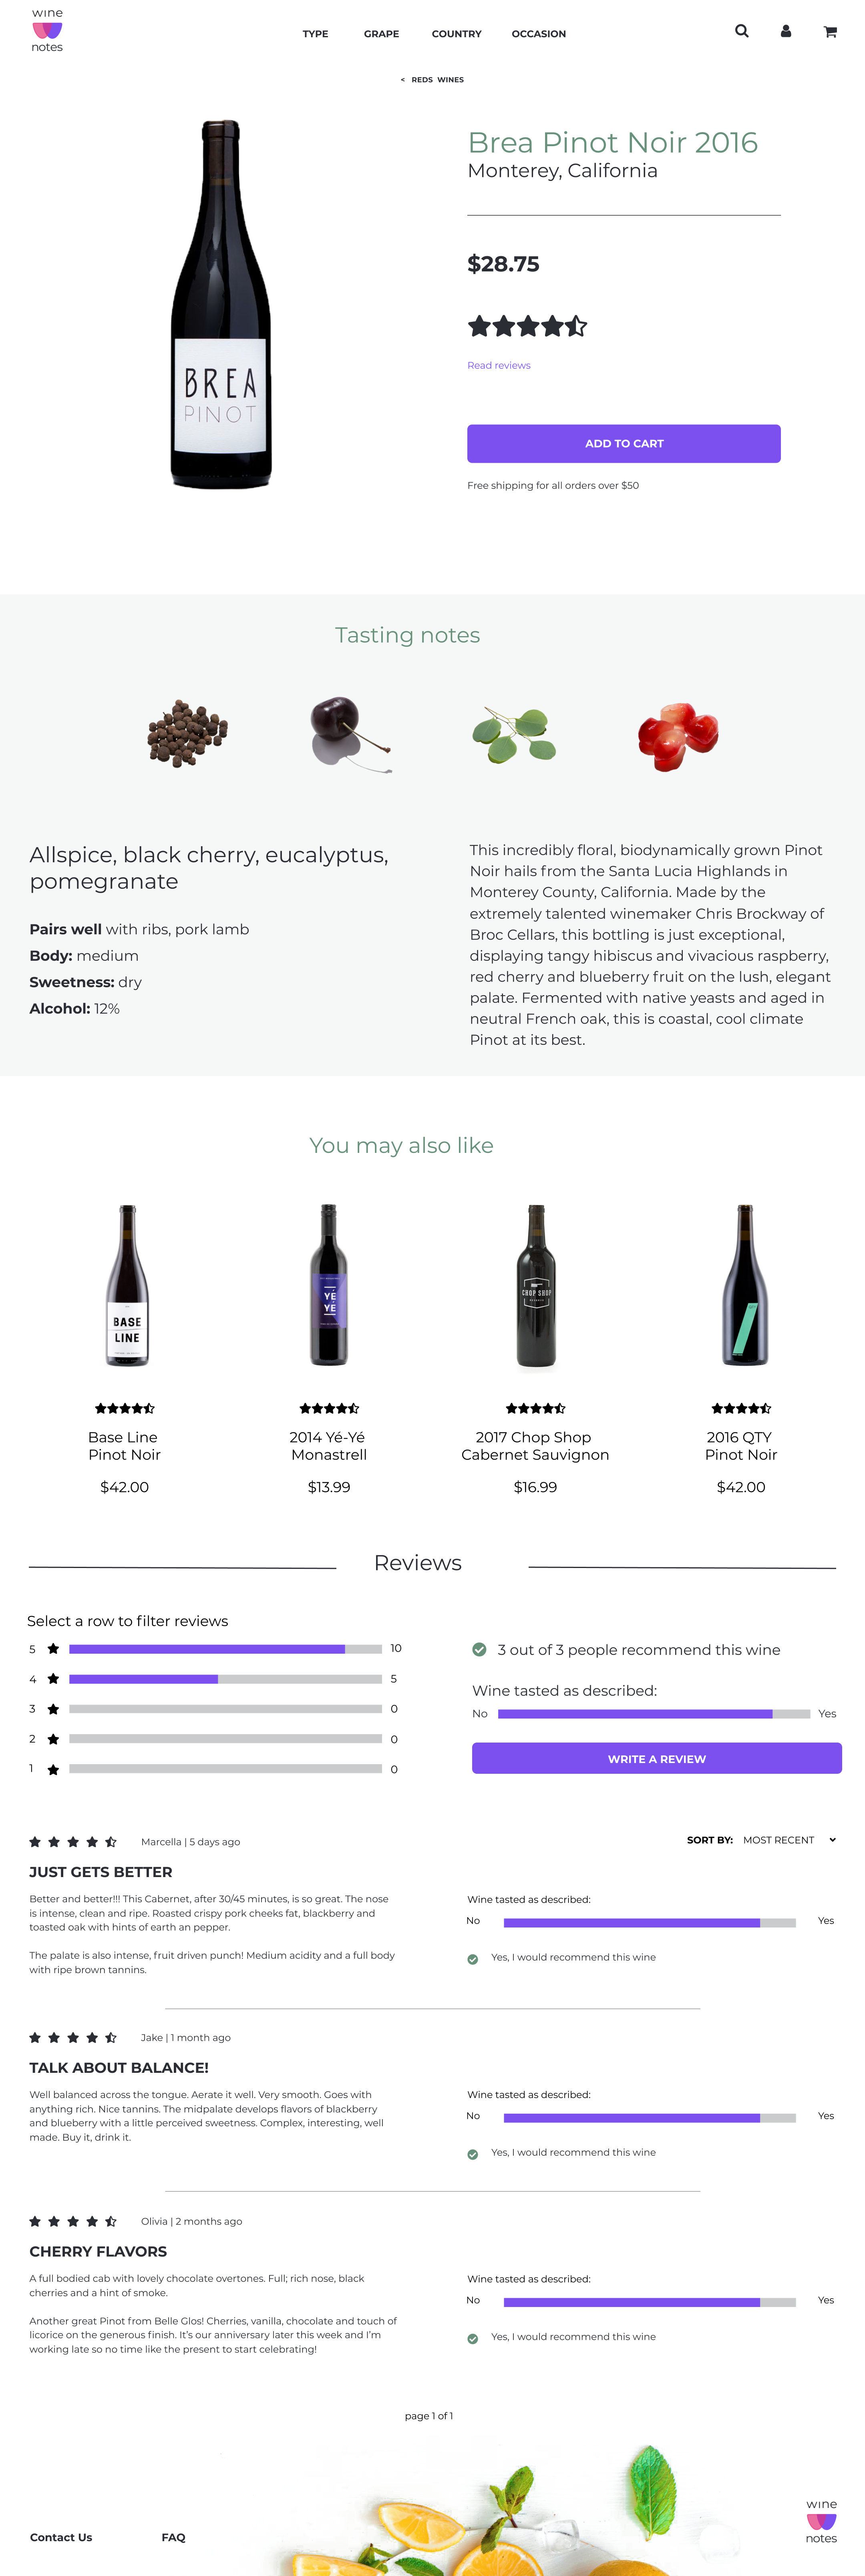 wine
notes
TYPE GRAPE COUNTRY OCCASION
< REDS WINES
Brea Pinot Noir 2016
Monterey, California
$28.75
Read reviews
ADD TO CART
Free shipping for all orders over $50
BREA
PINOT
Tasting notes
Allspice, black cherry, eucalyptus,
pomegranate
Pairs well with ribs, pork lamb
Body: medium
Sweetness: dry
Alcohol: 12%
This incredibly floral, biodynamically grown Pinot
Noir hails from the Santa Lucia Highlands in
Monterey County, California. Made by the
extremely talented winemaker Chris Brockway of
Broc Cellars, this bottling is just exceptional,
displaying tangy hibiscus and vivacious raspberry,
red cherry and blueberry fruit on the lush, elegant
palate. Fermented with native yeasts and aged in
neutral French oak, this is coastal, cool climate
Pinot at its best.
You may also like
BASE
LINE
YÉ
YÉ
CHOP SHOP
Base Line
Pinot Noir
$42.00
2014 Yé-Yé
Monastrell
$13.99
2017 Chop Shop
Cabernet Sauvignon
$16.99
2016 QTY
Pinot Noir
$42.00
Reviews
Select a row to filter reviews
5 10
4 5
3 0
2 0
1 0
3 out of 3 people recommend this wine
Wine tasted as described:
No Yes
WRITE A REVIEW
SORT BY: MOST RECENT
Marcella | 5 days ago
JUST GETS BETTER
Better and better!!! This Cabernet, after 30/45 minutes, is so great. The nose
is intense, clean and ripe. Roasted crispy pork cheeks fat, blackberry and
toasted oak with hints of earth an pepper.
The palate is also intense, fruit driven punch! Medium acidity and a full body
with ripe brown tannins.
Wine tasted as described:
No Yes
Yes, I would recommend this wine
Jake | 1 month ago
TALK ABOUT BALANCE!
Well balanced across the tongue. Aerate it well. Very smooth. Goes with
anything rich. Nice tannins. The midpalate develops flavors of blackberry
and blueberry with a little perceived sweetness. Complex, interesting, well
made. Buy it, drink it.
Wine tasted as described:
No Yes
Yes, I would recommend this wine
Olivia | 2 months ago
CHERRY FLAVORS
A full bodied cab with lovely chocolate overtones. Full; rich nose, black
cherries and a hint of smoke.
Another great Pinot from Belle Glos! Cherries, vanilla, chocolate and touch of
licorice on the generous finish. It's our anniversary later this week and I'm
working late so no time like the present to start celebrating!
Wine tasted as described:
No Yes
Yes, I would recommend this wine
page 1 of 1
Contact Us FAQ
wine
notes